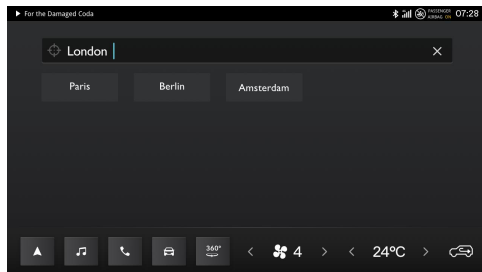 For the Damaged Coda
PASSENGER
AIRBAG ON
07:28
London
Paris
Berlin
Amsterdam
360°
4
24°C